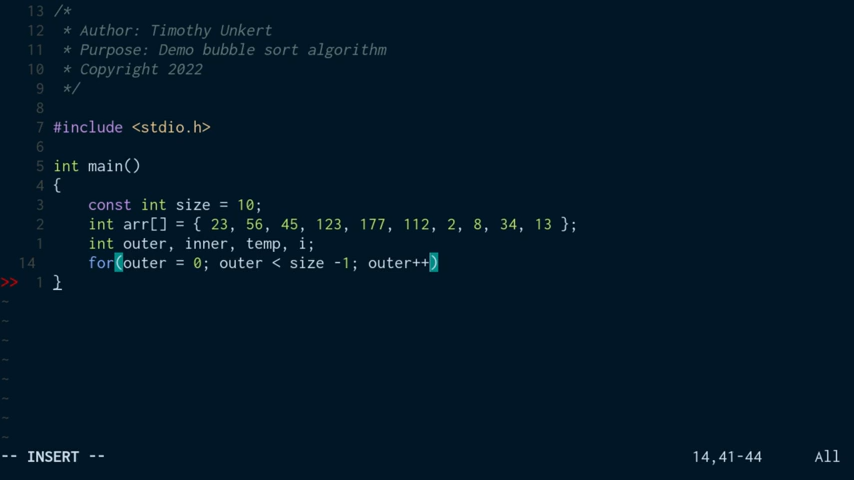 13 /*
12  * Author: Timothy Unkert
11  * Purpose: Demo bubble sort algorithm
10  * Copyright 2022
9  */
8
7 #include <stdio.h>
6
5 int main()
4 {
3     const int size = 10;
2     int arr[] = { 23, 56, 45, 123, 177, 112, 2, 8, 34, 13 };
1     int outer, inner, temp, i;
14     for(outer = 0; outer < size -1; outer++)
>> 1 }
~
~
~
~
~
~
~
~
-- INSERT -- 14,41-44 All